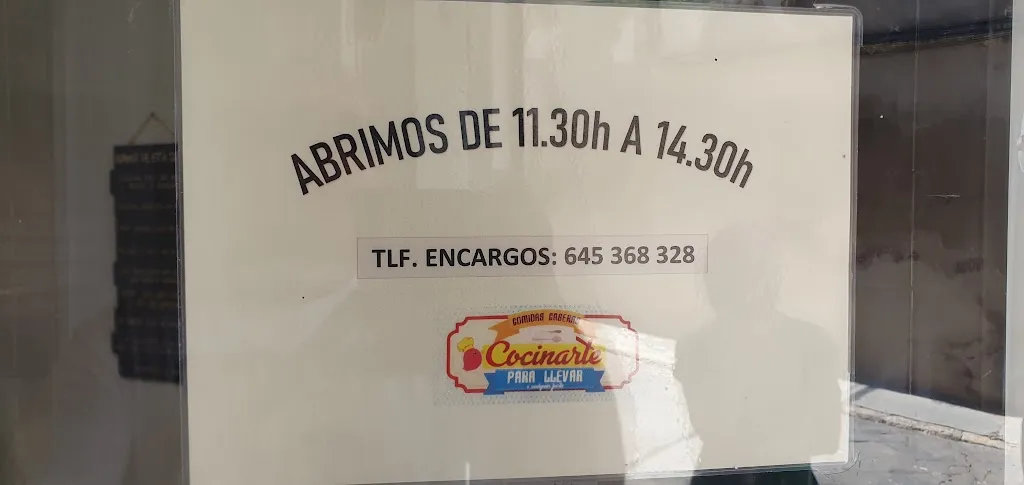 ABRIMOS DE 11.30h A 14.30h
TLF. ENCARGOS: 645 368 328
COMIDAS CASERAS
Cocinarte
PARA LLEVAR